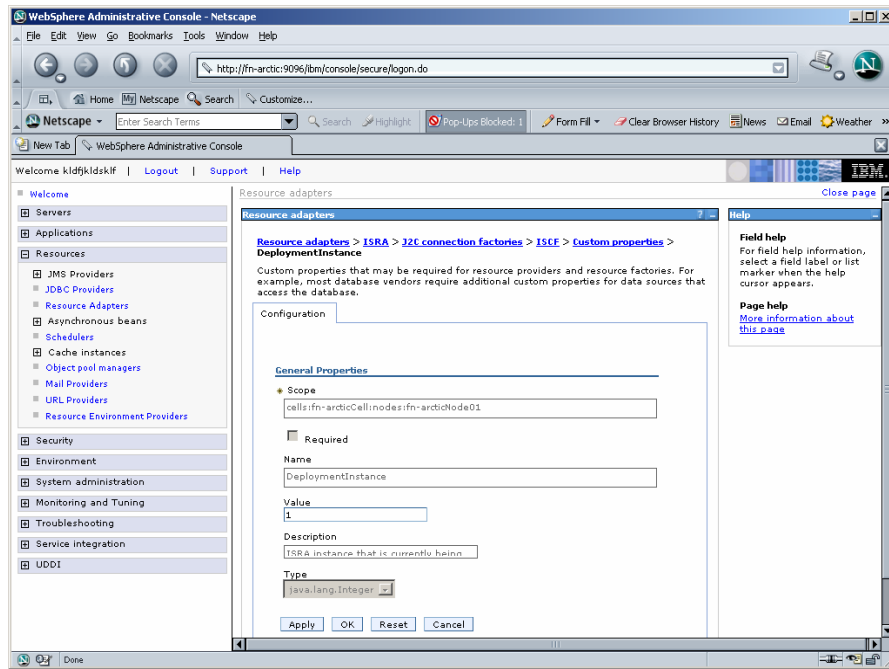 WebSphere Administrative Console - Netscape
File Edit View Go Bookmarks Tools Window Help
http://fn-arctic:9096/ibm/console/secure/logon.do
Home My Netscape Search Customize...
Netscape Enter Search Terms Search Highlight Pop-Ups Blocked: 1 Form Fill Clear Browser History News Email Weather »
New Tab WebSphere Administrative Console
Welcome kldfjkldsklf | Logout | Support | Help IBM.
Welcome
Servers
Applications
Resources
JMS Providers
JDBC Providers
Resource Adapters
Asynchronous beans
Schedulers
Cache instances
Object pool managers
Mail Providers
URL Providers
Resource Environment Providers
Security
Environment
System administration
Monitoring and Tuning
Troubleshooting
Service integration
UDDI
Resource adapters Close page
Resource adapters ? -
Resource adapters > ISRA > J2C connection factories > ISCF > Custom properties >
DeploymentInstance
Custom properties that may be required for resource providers and resource factories. For
example, most database vendors require additional custom properties for data sources that
access the database.
Configuration
General Properties
Scope
cells:fn-arcticCell:nodes:fn-arcticNode01
Required
Name
DeploymentInstance
Value
1
Description
ISRA instance that is currently being
Type
java.lang.Integer
Apply OK Reset Cancel
Help -
Field help
For field help information,
select a field label or list
marker when the help
cursor appears.
Page help
More information about
this page
Done